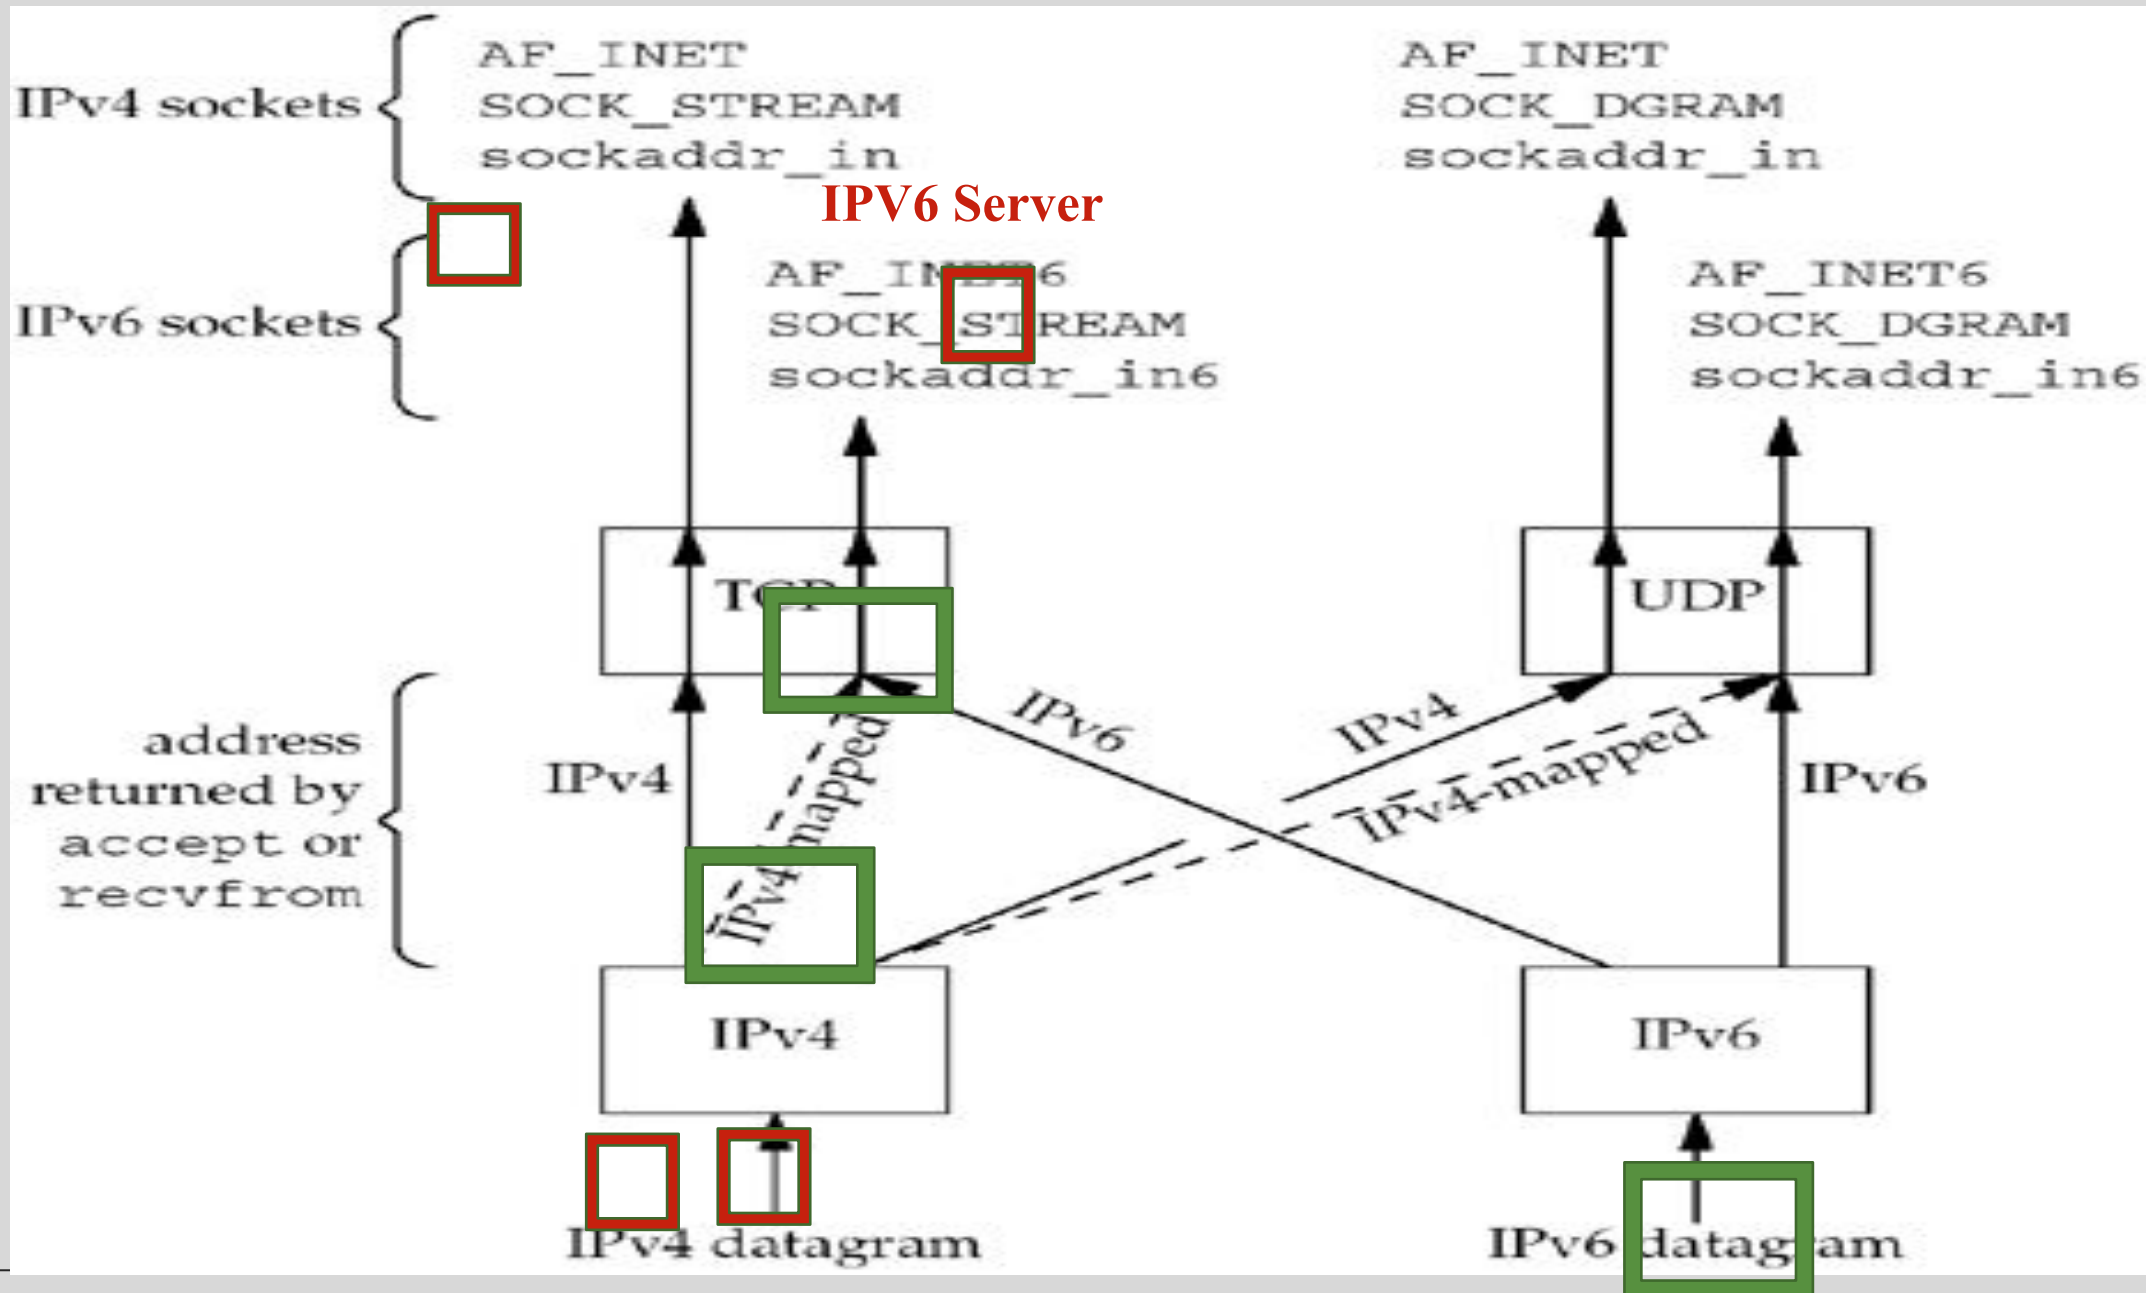 IPv4 sockets
AF_INET
SOCK_STREAM
sockaddr_in
AF_INET
SOCK_DGRAM
sockaddr_in
IPV6 Server
IPv6 sockets
AF_INET6
SOCK_STREAM
sockaddr_in6
AF_INET6
SOCK_DGRAM
sockaddr_in6
TCP
UDP
address
returned by
accept or
recvfrom
IPv4
IPv4 mapped
IPv6
IPv4
IPv4-mapped
IPv6
IPv4
IPv6
IPv4 datagram
IPv6 datagram